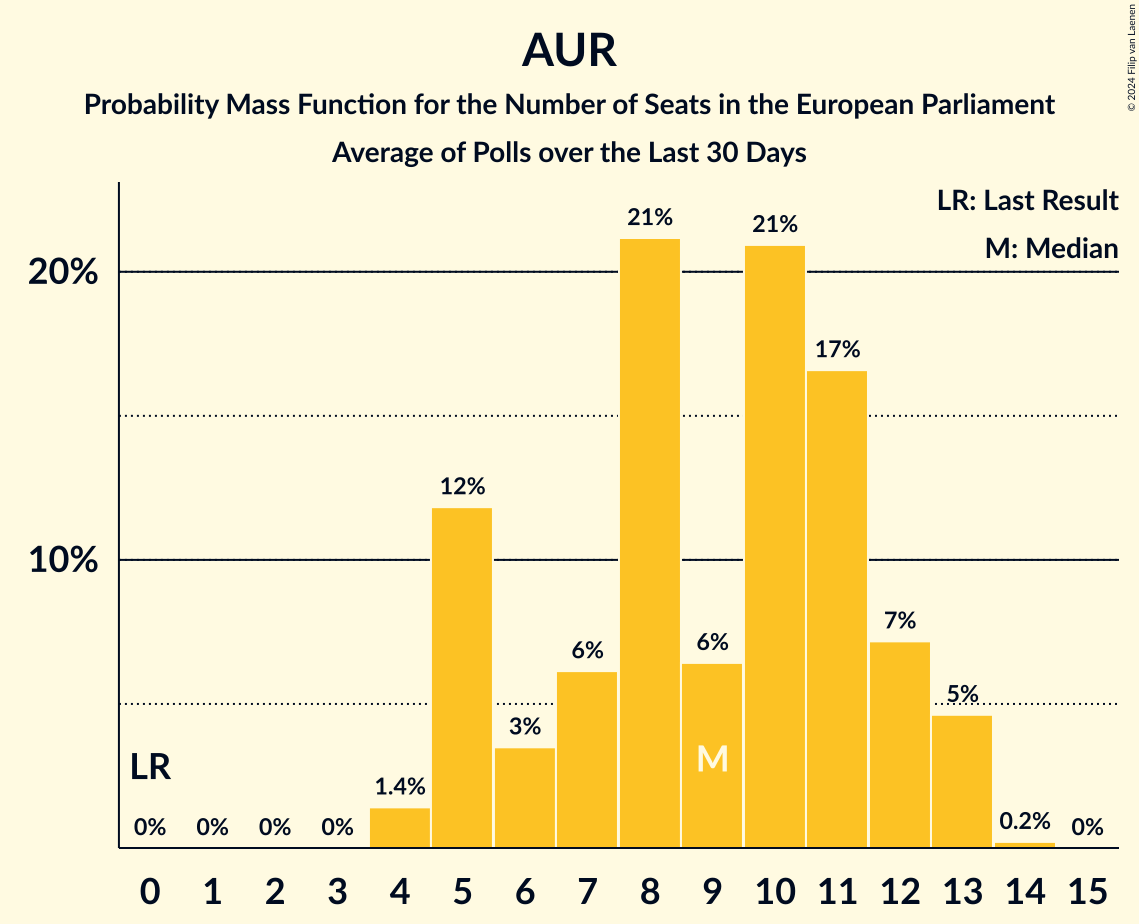 AUR
Probability Mass Function for the Number of Seats in the European Parliament
Average of Polls over the Last 30 Days
© 2024 Filip van Laenen
LR: Last Result
M: Median
20%
10%
21%
21%
17%
12%
7%
6%
6%
5%
3%
1.4%
0.2%
LR
M
0%
0%
0%
0%
0%
0 1 2 3 4 5 6 7 8 9 10 11 12 13 14 15